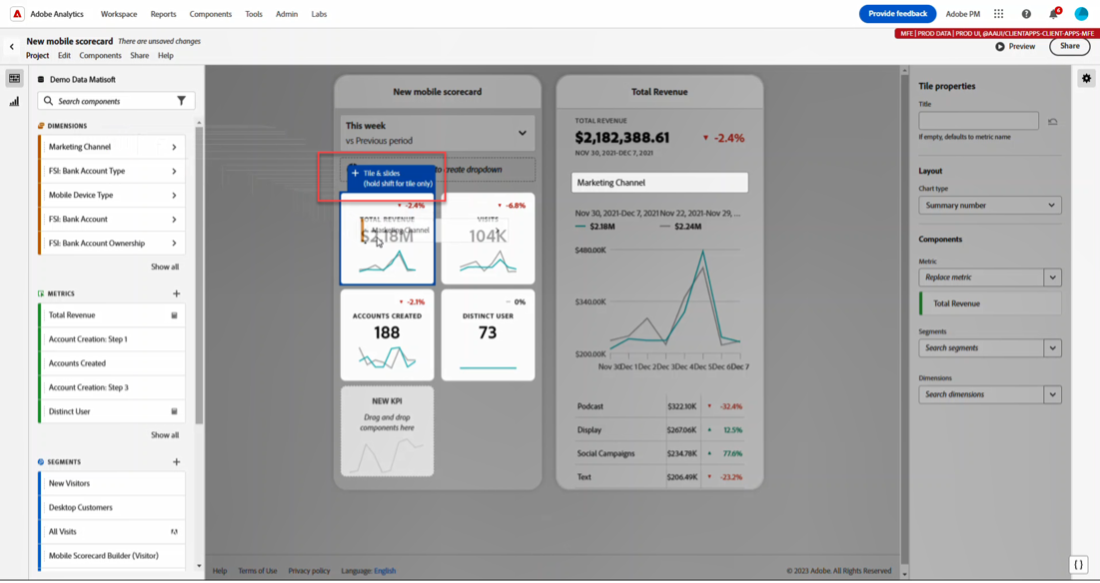 Adobe Analytics Workspace Reports Components Tools Admin Labs Provide feedback Adobe PM 4
MFE | PROD DATA | PROD UI, @AAUI/CLIENTAPPS-CLIENT-APPS-MFE
New mobile scorecard There are unsaved changes
Project Edit Components Share Help
Preview Share
Demo Data Matisoft
Search components
DIMENSIONS
Marketing Channel
FSI: Bank Account Type
Mobile Device Type
FSI: Bank Account
FSI: Bank Account Ownership
Show all
METRICS
Total Revenue
Account Creation: Step 1
Accounts Created
Account Creation: Step 3
Distinct User
Show all
SEGMENTS
New Visitors
Desktop Customers
All Visits
Mobile Scorecard Builder (Visitor)
New mobile scorecard
This week
vs Previous period
to create dropdown
+ Tile & slides
(hold shift for tile only)
-2.4%
TOTAL REVENUE
Marketing Channel
$2.18M
-6.8%
VISITS
104K
-2.1%
ACCOUNTS CREATED
188
0%
DISTINCT USER
73
NEW KPI
Drag and drop
components here
Total Revenue
TOTAL REVENUE
$2,182,388.61 -2.4%
NOV 30, 2021-DEC 7, 2021
Marketing Channel
Nov 30, 2021-Dec 7, 2021 Nov 22, 2021-Nov 29, ...
$2.18M $2.24M
$480.00K
$340.00K
$200.00K
Nov 30 Dec 1 Dec 2 Dec 3 Dec 4 Dec 5 Dec 6 Dec 7
Podcast $322.10K -32.4%
Display $267.06K 12.5%
Social Campaigns $234.78K 77.6%
Text $206.49K -23.2%
Tile properties
Title
If empty, defaults to metric name
Layout
Chart type
Summary number
Components
Metric
Replace metric
Total Revenue
Segments
Search segments
Dimensions
Search dimensions
Help Terms of Use Privacy policy Language: English © 2023 Adobe. All Rights Reserved